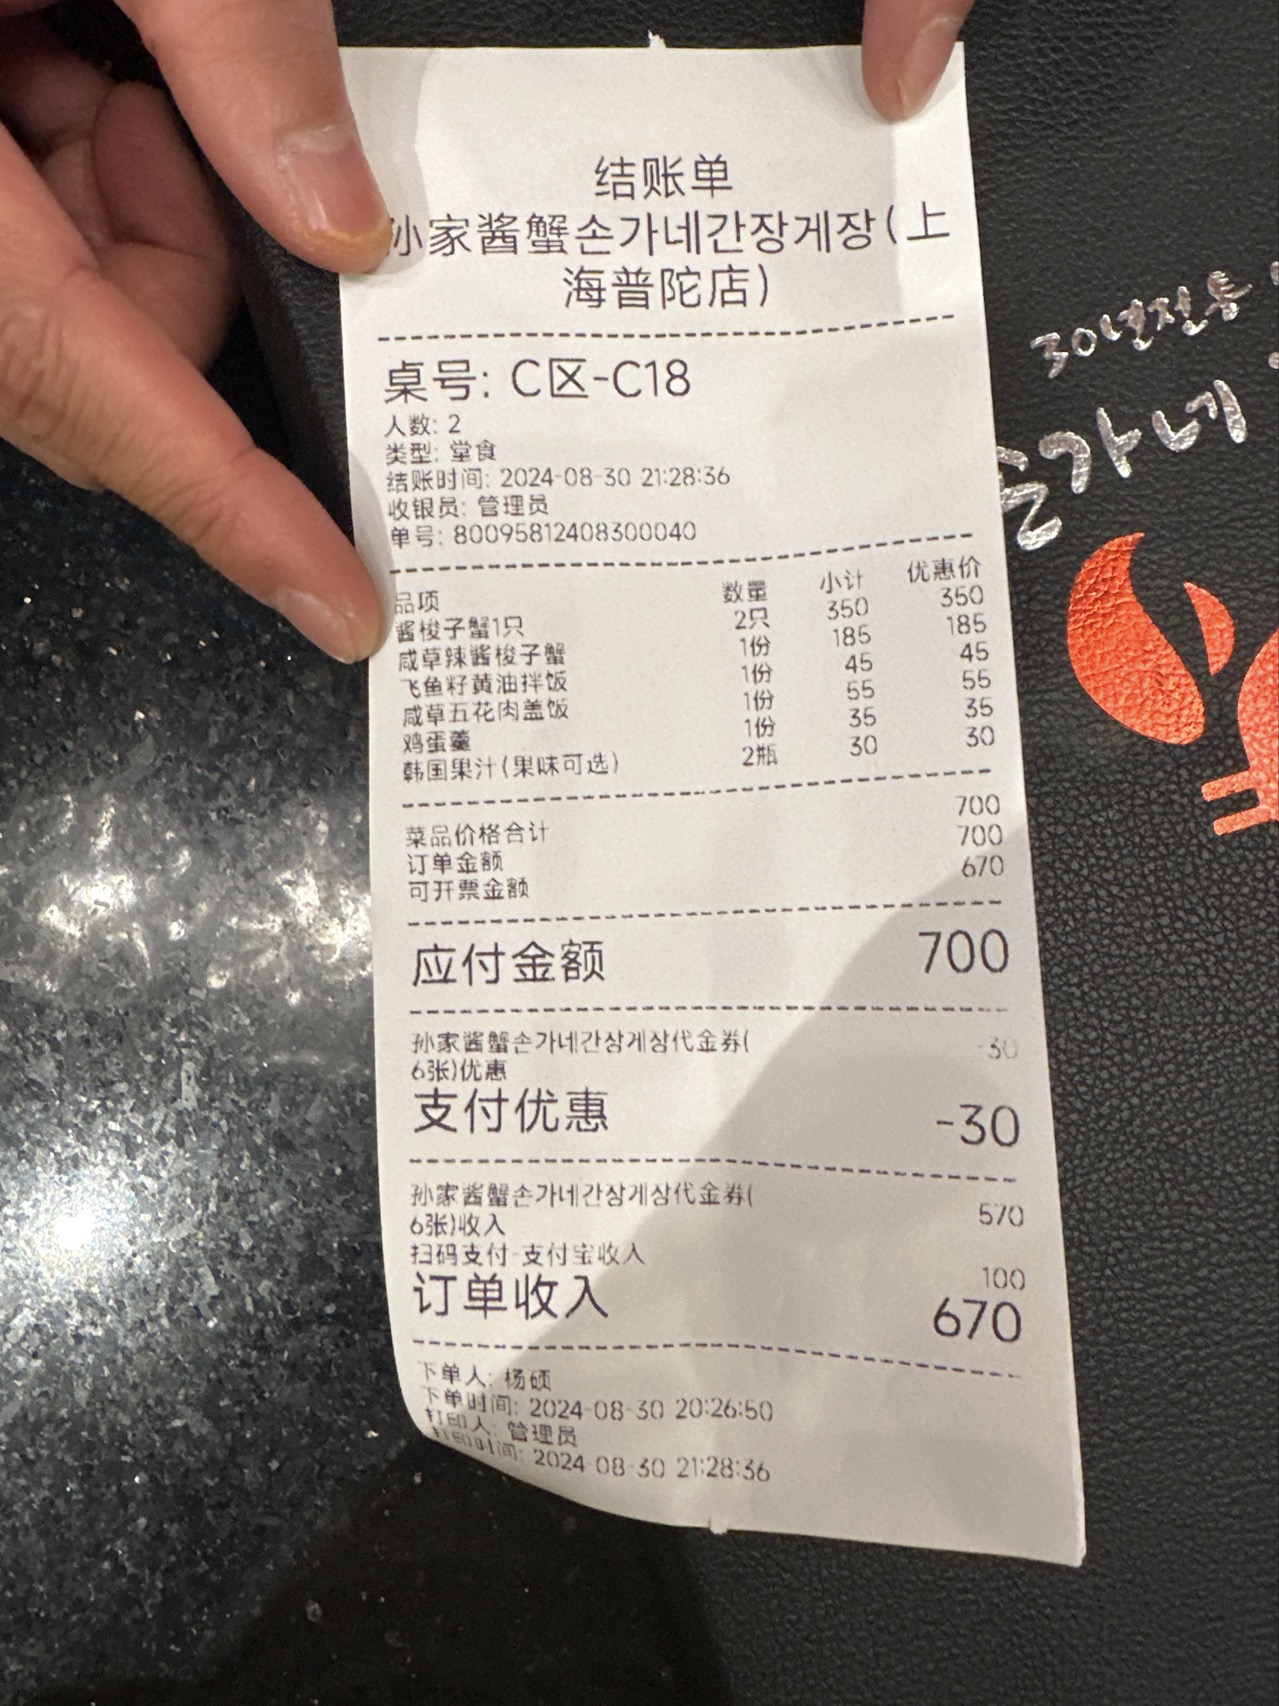 结账单
孙家酱蟹손가네간장게장(上
海普陀店)
桌号: C区-C18
人数: 2
类型: 堂食
结账时间: 2024-08-30 21:28:36
收银员: 管理员
单号: 80095812408300040
品项 数量 小计 优惠价
酱梭子蟹1只 2只 350 350
咸草辣酱梭子蟹 1份 185 185
飞鱼籽黄油拌饭 1份 45 45
咸草五花肉盖饭 1份 55 55
鸡蛋羹 1份 35 35
韩国果汁(果味可选) 2瓶 30 30
菜品价格合计 700
订单金额 700
可开票金额 670
应付金额 700
孙家酱蟹손가네간장게장代金券( -30
6张)优惠
支付优惠 -30
孙家酱蟹손가네간장게장代金券( 570
6张)收入
扫码支付-支付宝收入 100
订单收入 670
下单人: 杨硕
下单时间: 2024-08-30 20:26:50
打印人: 管理员
打印时间: 2024-08-30 21:28:36
30년전통
손가네